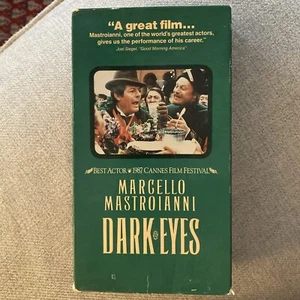 “A great film...
Mastroianni, one of the world's greatest actors,
gives us the performance of his career.”
Joel Siegel, “Good Morning America”
BEST ACTOR 1987 CANNES FILM FESTIVAL
MARCELLO
MASTROIANNI
DARK EYES